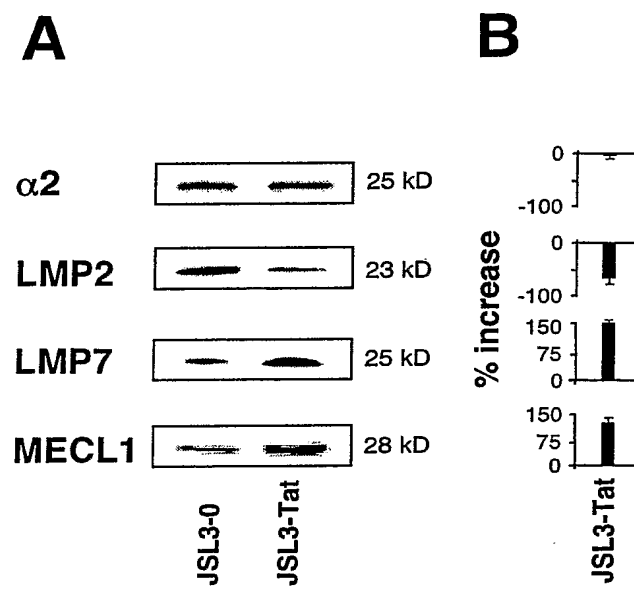 A
B
α2
25 kD
LMP2
23 kD
LMP7
25 kD
MECL1
28 kD
JSL3-0
JSL3-Tat
% increase
0
-100
0
-100
150
75
0
150
75
0
JSL3-Tat